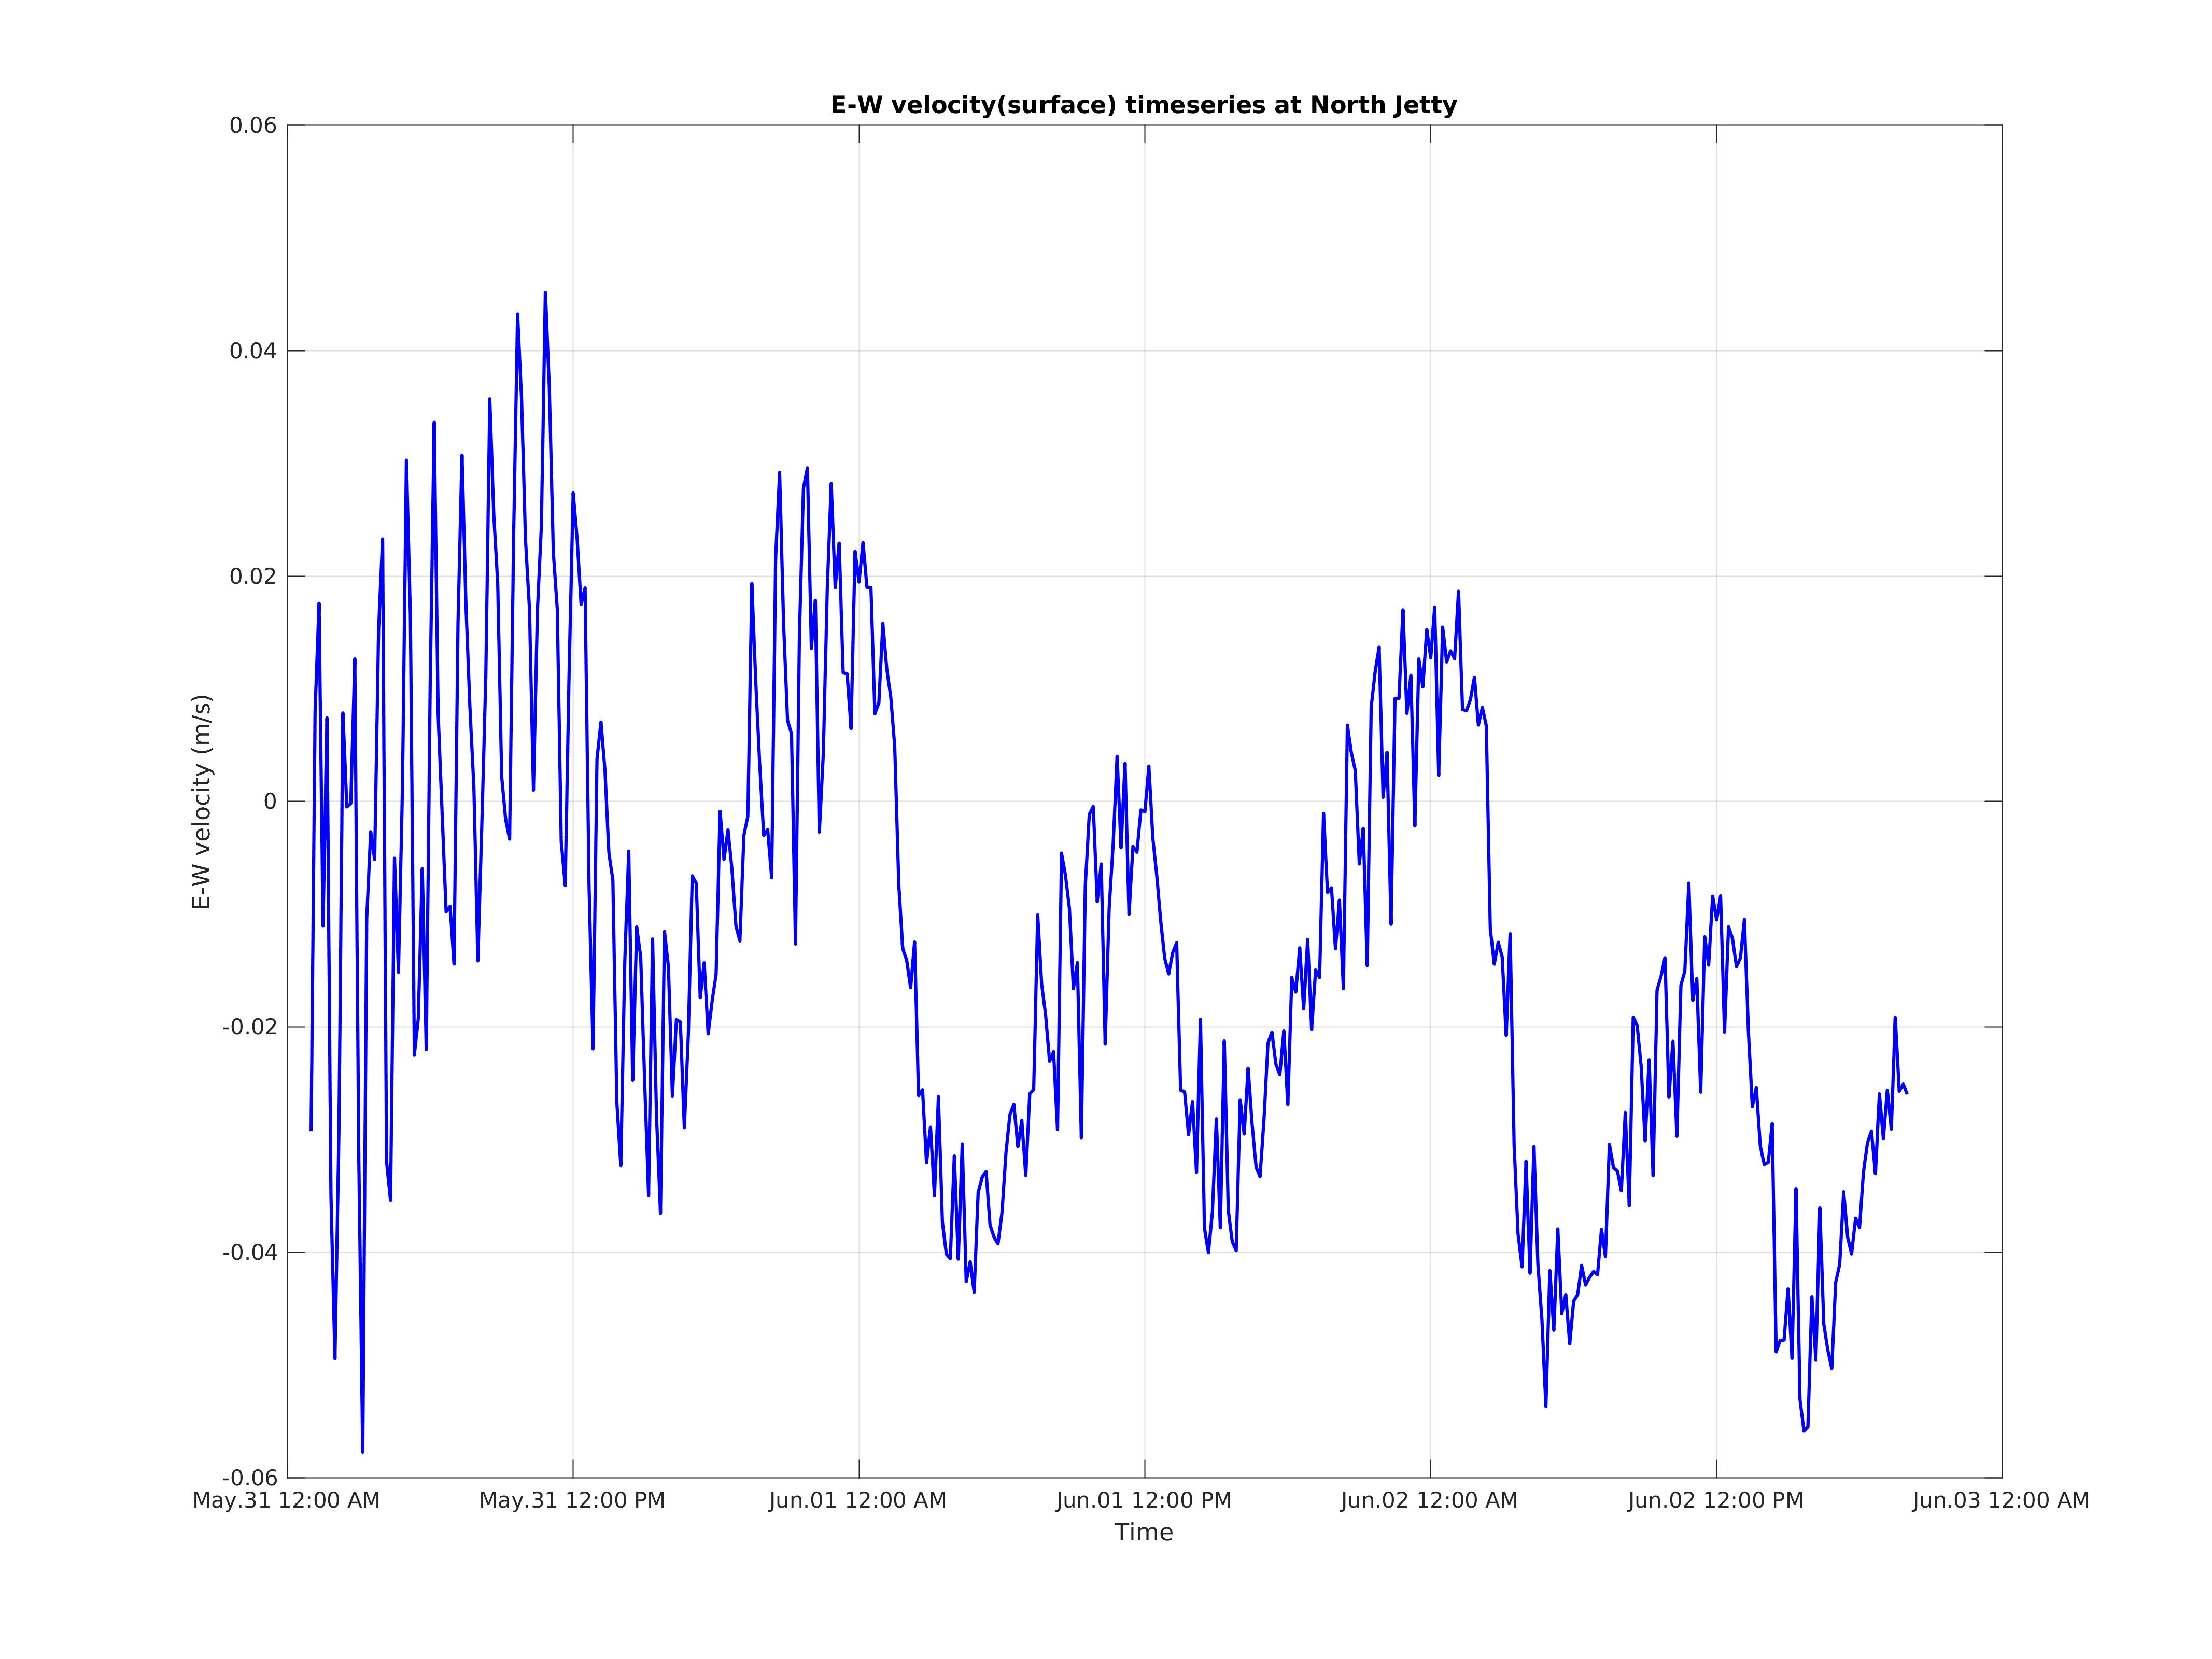 E-W velocity(surface) timeseries at North Jetty
0.06
0.04
0.02
0
-0.02
-0.04
-0.06
E-W velocity (m/s)
May.31 12:00 AM May.31 12:00 PM Jun.01 12:00 AM Jun.01 12:00 PM Jun.02 12:00 AM Jun.02 12:00 PM Jun.03 12:00 AM
Time